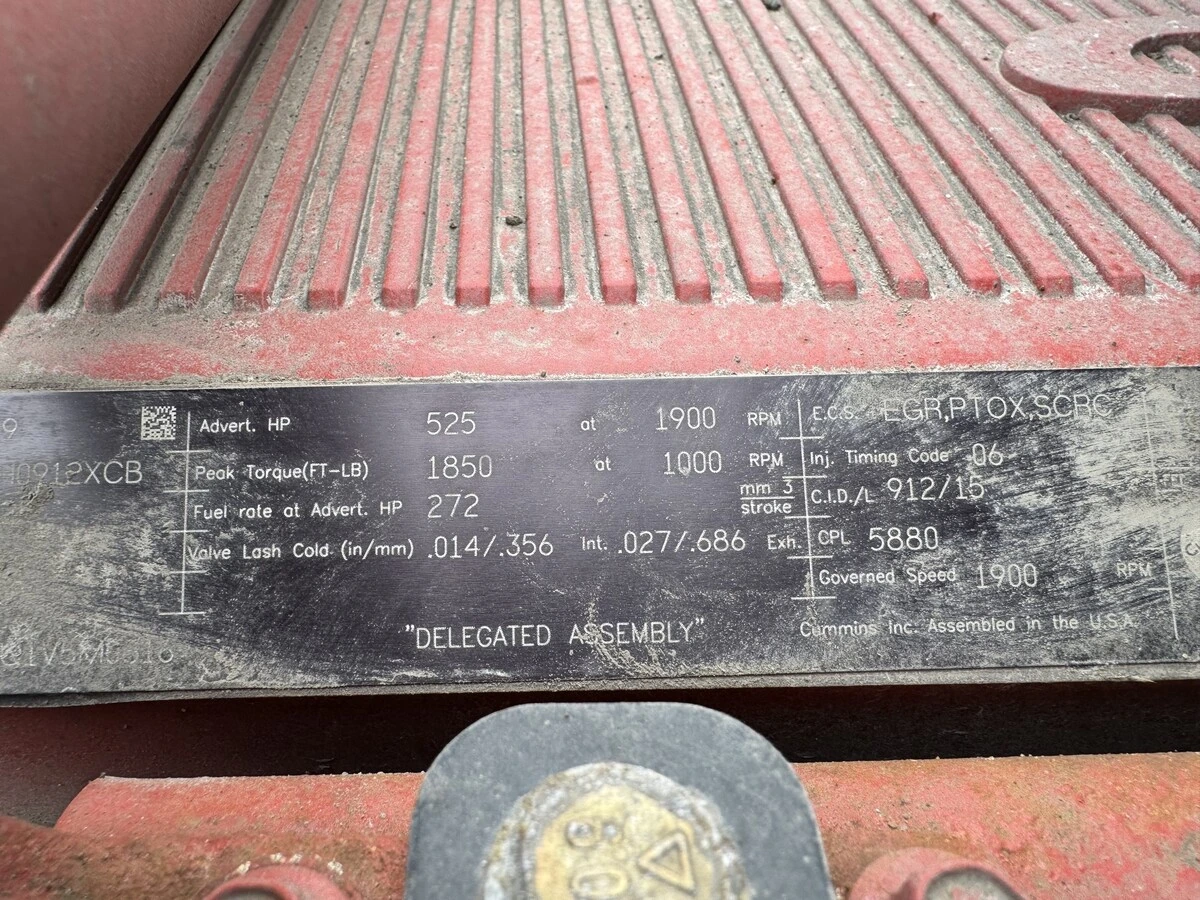 9
0912XCB
Advert. HP 525 at 1900 RPM
Peak Torque(FT-LB) 1850 at 1000 RPM
Fuel rate at Advert. HP 272 mm 3 stroke
Valve Lash Cold (in/mm) .014/.356 Int. .027/.686 Exh.
"DELEGATED ASSEMBLY"
E.C.S. EGR,PTOX,SCRC
Inj. Timing Code 06
C.I.D./L 912/15
CPL 5880
Governed Speed 1900 RPM
Cummins Inc. Assembled in the U.S.A.